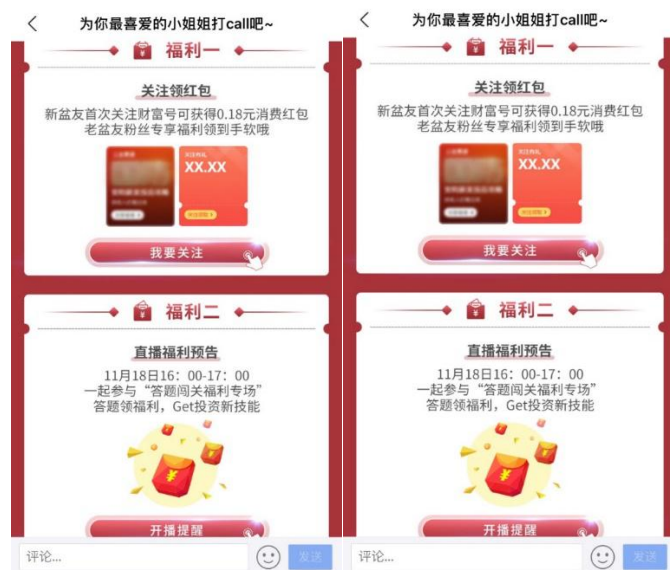 为你最喜爱的小姐姐打call吧~
福利一
关注领红包
新盆友首次关注财富号可获得0.18元消费红包
老盆友粉丝专享福利领到手软哦
XX.XX
我要关注
福利二
直播福利预告
11月18日16：00-17：00
一起参与“答题闯关福利专场”
答题领福利，Get投资新技能
开播提醒
评论...
发送
为你最喜爱的小姐姐打call吧~
福利一
关注领红包
新盆友首次关注财富号可获得0.18元消费红包
老盆友粉丝专享福利领到手软哦
XX.XX
我要关注
福利二
直播福利预告
11月18日16：00-17：00
一起参与“答题闯关福利专场”
答题领福利，Get投资新技能
开播提醒
评论...
发送